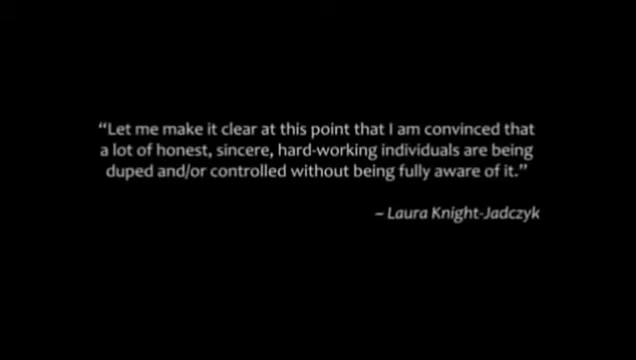 “Let me make it clear at this point that I am convinced that
a lot of honest, sincere, hard-working individuals are being
duped and/or controlled without being fully aware of it.”
~ Laura Knight-Jadczyk